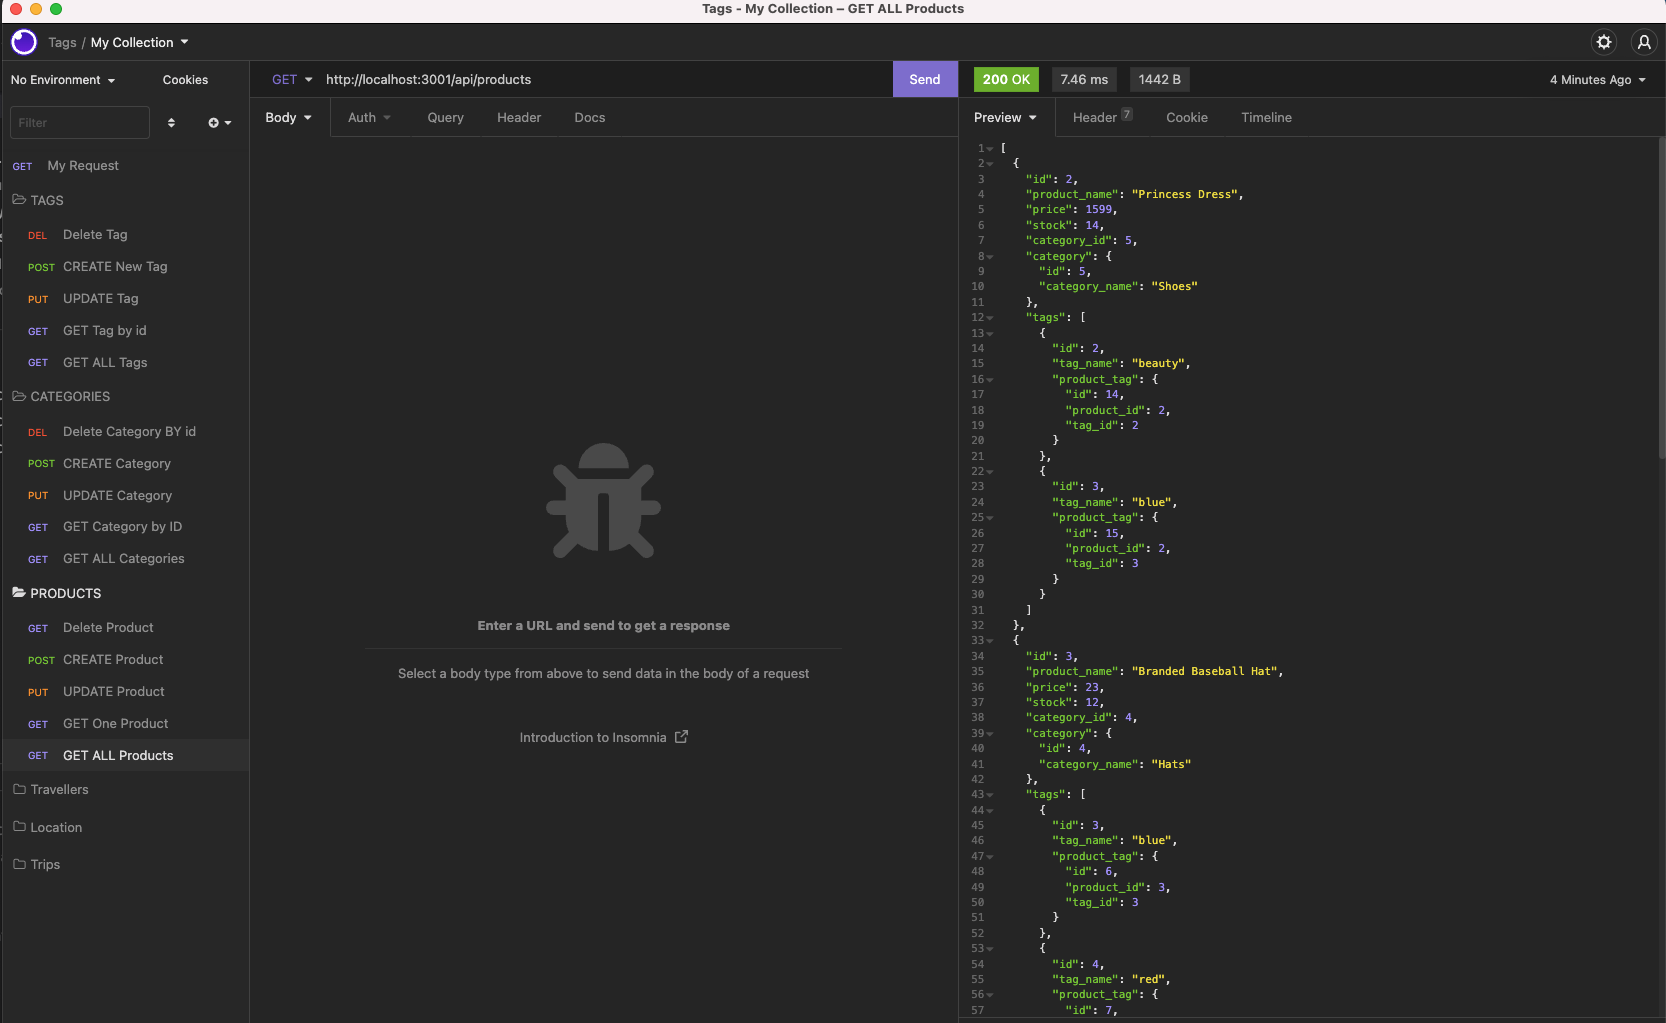 Tags - My Collection – GET ALL Products
Tags / My Collection
No Environment
Cookies
Filter
GET My Request
TAGS
DEL Delete Tag
POST CREATE New Tag
PUT UPDATE Tag
GET GET Tag by id
GET GET ALL Tags
CATEGORIES
DEL Delete Category BY id
POST CREATE Category
PUT UPDATE Category
GET GET Category by ID
GET GET ALL Categories
PRODUCTS
GET Delete Product
POST CREATE Product
PUT UPDATE Product
GET GET One Product
GET GET ALL Products
Travellers
Location
Trips
GET http://localhost:3001/api/products
Send
Body Auth Query Header Docs
Enter a URL and send to get a response
Select a body type from above to send data in the body of a request
Introduction to Insomnia
200 OK 7.46 ms 1442 B 4 Minutes Ago
Preview Header 7 Cookie Timeline
1 [
2 {
3 "id": 2,
4 "product_name": "Princess Dress",
5 "price": 1599,
6 "stock": 14,
7 "category_id": 5,
8 "category": {
9 "id": 5,
10 "category_name": "Shoes"
11 },
12 "tags": [
13 {
14 "id": 2,
15 "tag_name": "beauty",
16 "product_tag": {
17 "id": 14,
18 "product_id": 2,
19 "tag_id": 2
20 }
21 },
22 {
23 "id": 3,
24 "tag_name": "blue",
25 "product_tag": {
26 "id": 15,
27 "product_id": 2,
28 "tag_id": 3
29 }
30 }
31 ]
32 },
33 {
34 "id": 3,
35 "product_name": "Branded Baseball Hat",
36 "price": 23,
37 "stock": 12,
38 "category_id": 4,
39 "category": {
40 "id": 4,
41 "category_name": "Hats"
42 },
43 "tags": [
44 {
45 "id": 3,
46 "tag_name": "blue",
47 "product_tag": {
48 "id": 6,
49 "product_id": 3,
50 "tag_id": 3
51 }
52 },
53 {
54 "id": 4,
55 "tag_name": "red",
56 "product_tag": {
57 "id": 7,